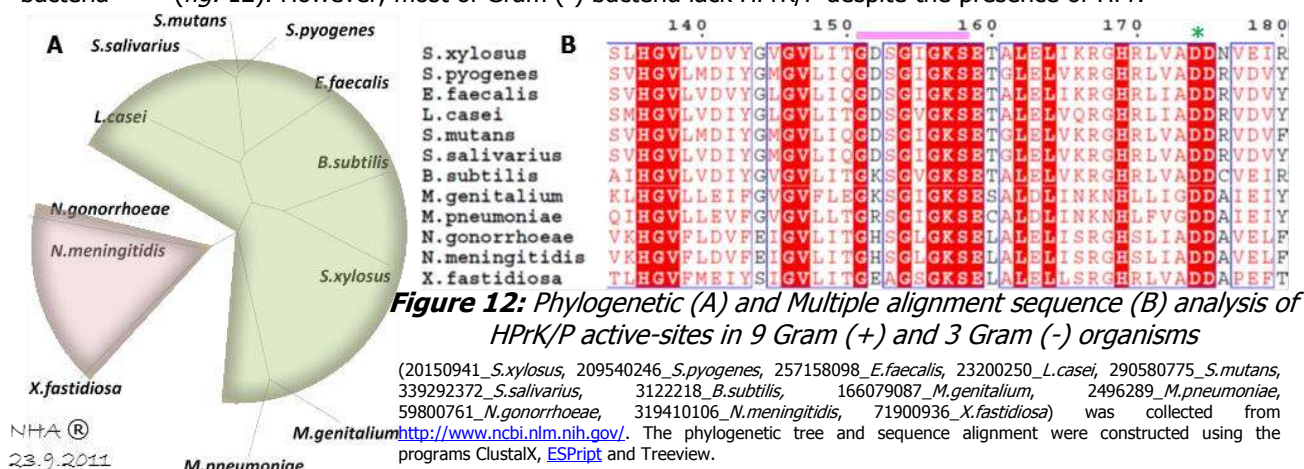 bacteria (fig. 12). However, most of Gram (-) bacteria lack HPrK/P despite the presence of HPr.
A
S.mutans
S.salivarius
S.pyogenes
E.faecalis
L.casei
B.subtilis
N.gonorrhoeae
N.meningitidis
S.xylosus
X.fastidiosa
M.genitalium
M.pneumoniae
NHA ®
23.9.2011
B
140 150 160 170 180
*
S.xylosus SLHGVLVDVYGVGVLITGDSGIGKSETALELIKRGHRLVADDNVEIR
S.pyogenes SVHGVLMDIYGMGVLIQGDSGIGKSETGLELVKRGHRLIADDRVDVY
E.faecalis SVHGVLVDIYGLGVLIQGDSGIGKSETALELVKRGHRLIADDRVDVY
L.casei SMHGVLVDIYGLGVLITGDSGVGKSETALELVQRGHRLIADDRVDVY
S.mutans SVHGVLMDIYGMGVLIQGDSGIGKSETGLELVKRGHRLVADDRVDVF
S.salivarius SVHGVLVDIYGMGVLITGDSGIGKSETGLELVKRGHRLVADDRVDVY
B.subtilis AIHGVLVDIYGVGVLITGKSGVGKSETALELVKRGHRLVADDCVEIR
M.genitalium KLHGVLLEIFGVGVFLEGKSGIGKSESALDLINKNHLLIGDDAIEIY
M.pneumoniae QIHGVLLEVFGVGVLLTGRSGIGKSECALDLINKNHLFVGDDAIEIY
N.gonorrhoeae VKHGVFLDVFEIGVLITGHSGLGKSELALELISRGHSLIADDAVELF
N.meningitidis VKHGVFLDVFEIGVLITGHSGLGKSELALELISRGHSLIADDAVELF
X.fastidiosa TLHGVFMEIYSIGVLITGEAGSGKSELALELLSRGHRLVADDAPEFT
Figure 12: Phylogenetic (A) and Multiple alignment sequence (B) analysis of
HPrK/P active-sites in 9 Gram (+) and 3 Gram (-) organisms
(20150941_S.xylosus, 209540246_S.pyogenes, 257158098_E.faecalis, 23200250_L.casei, 290580775_S.mutans,
339292372_S.salivarius, 3122218_B.subtilis, 166079087_M.genitalium, 2496289_M.pneumoniae,
59800761_N.gonorrhoeae, 319410106_N.meningitidis, 71900936_X.fastidiosa) was collected from
http://www.ncbi.nlm.nih.gov/. The phylogenetic tree and sequence alignment were constructed using the
programs ClustalX, ESPript and Treeview.